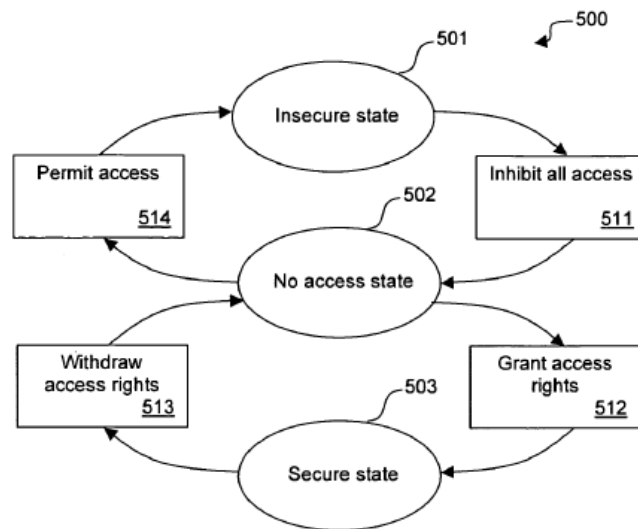 500
501
Insecure state
Permit access
514
Inhibit all access
511
502
No access state
Withdraw
access rights
513
Grant access
rights
512
503
Secure state